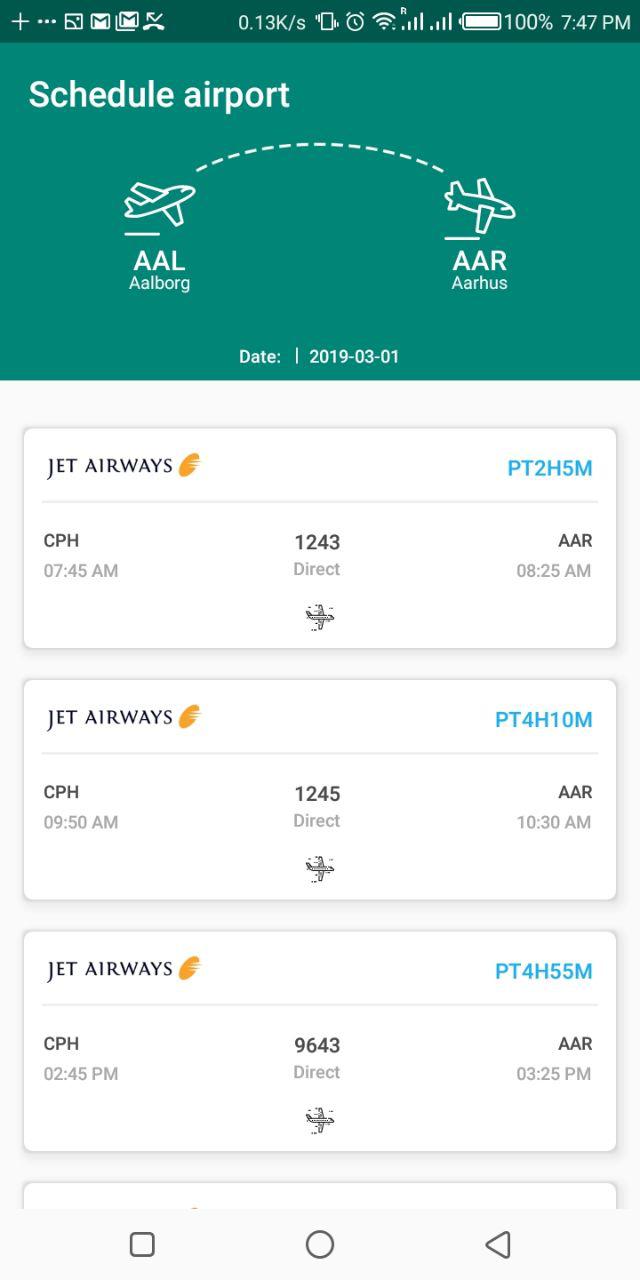 0.13K/s R 100% 7:47 PM
Schedule airport
AAL AAR
Aalborg Aarhus
Date: | 2019-03-01
JET AIRWAYS PT2H5M
CPH 1243 AAR
07:45 AM Direct 08:25 AM
JET AIRWAYS PT4H10M
CPH 1245 AAR
09:50 AM Direct 10:30 AM
JET AIRWAYS PT4H55M
CPH 9643 AAR
02:45 PM Direct 03:25 PM